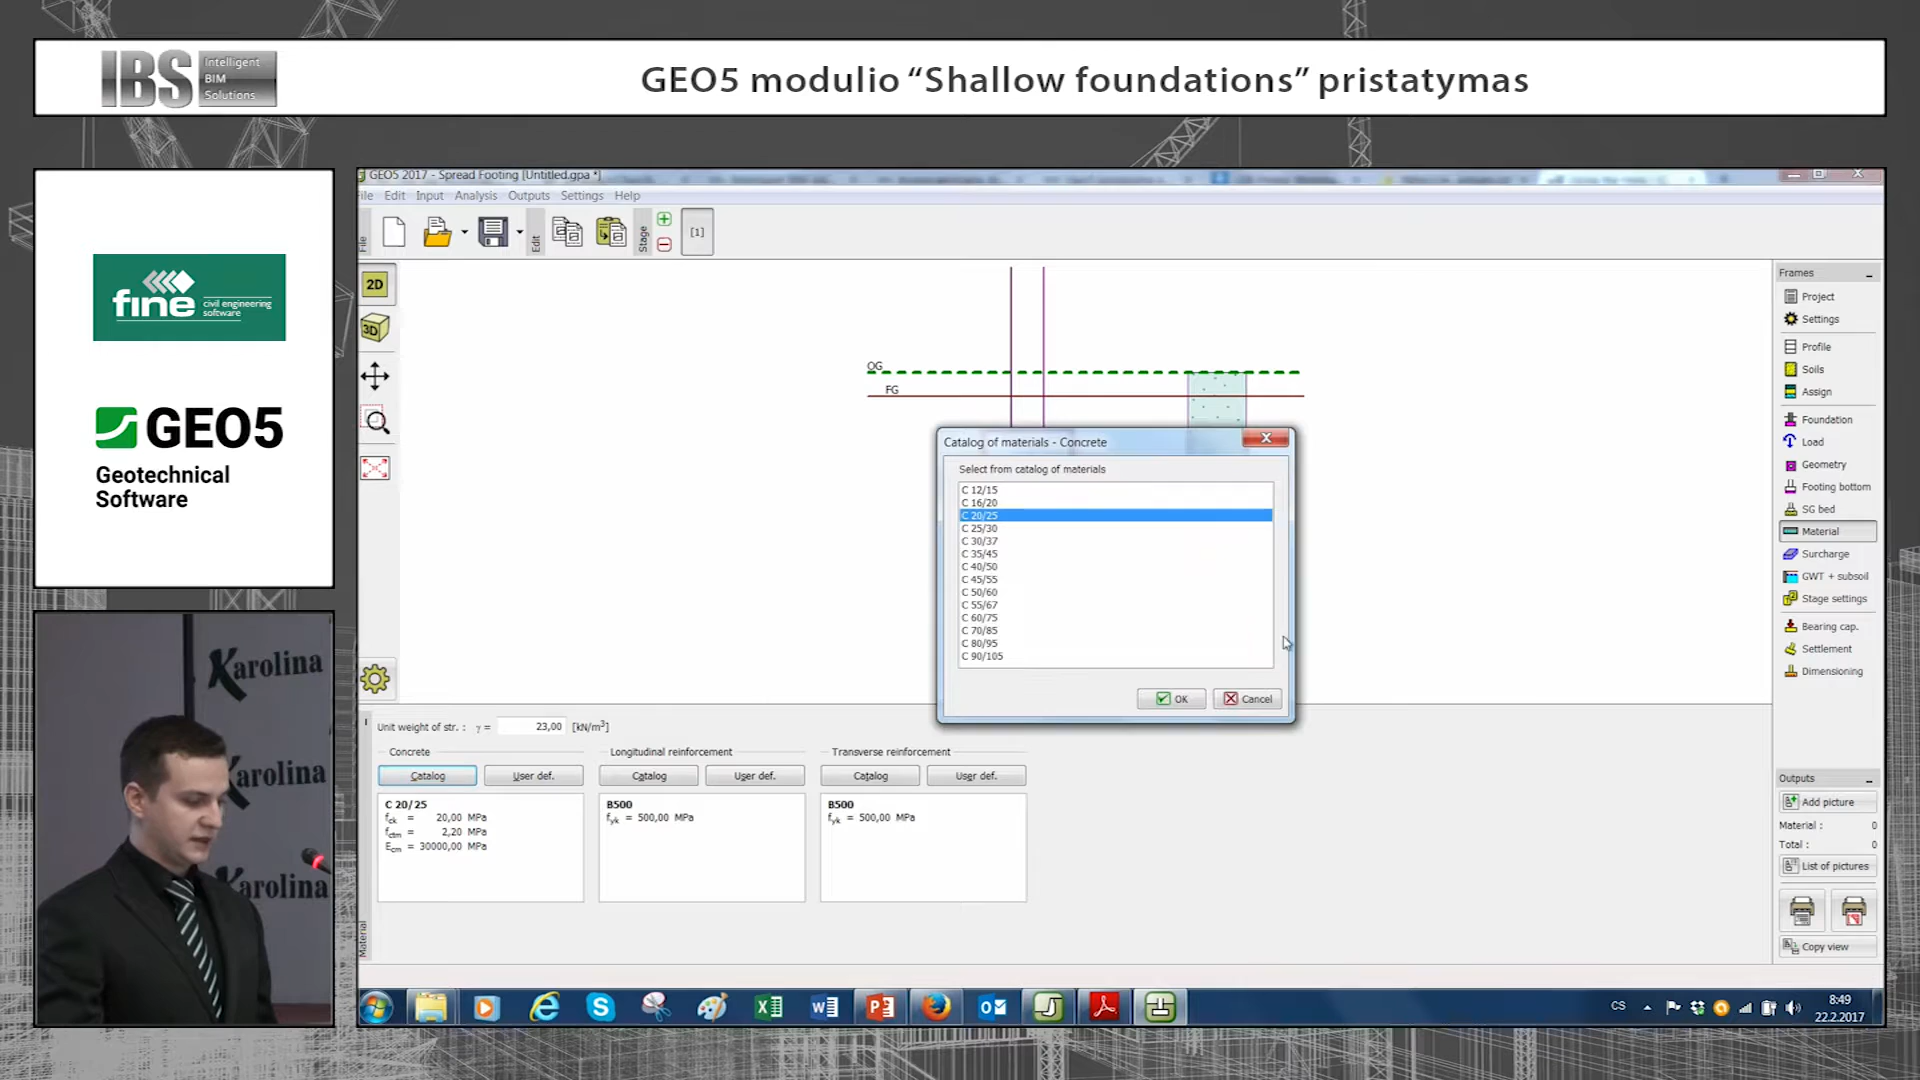 IBS Intelligent
BIM
Solutions
GEO5 modulio “Shallow foundations” pristatymas
fine civil engineering
software
GEO5
Geotechnical
Software
Karolina
Karolina
Karolina
GEO5 2017 - Spread Footing [Untitled.gpa *]
File Edit Input Analysis Outputs Settings Help
File
Edit
Stage
[1]
2D
3D
OG
FG
Catalog of materials - Concrete
Select from catalog of materials
C 12/15
C 16/20
C 20/25
C 25/30
C 30/37
C 35/45
C 40/50
C 45/55
C 50/60
C 55/67
C 60/75
C 70/85
C 80/95
C 90/105
OK Cancel
Frames
Project
Settings
Profile
Soils
Assign
Foundation
Load
Geometry
Footing bottom
SG bed
Material
Surcharge
GWT + subsoil
Stage settings
Bearing cap.
Settlement
Dimensioning
Unit weight of str. : γ = 23,00 [kN/m³]
Concrete
Catalog User def.
C 20/25
fck = 20,00 MPa
fctm = 2,20 MPa
Ecm = 30000,00 MPa
Longitudinal reinforcement
Catalog User def.
B500
fyk = 500,00 MPa
Transverse reinforcement
Catalog User def.
B500
fyk = 500,00 MPa
Material
Outputs
Add picture
Material : 0
Total : 0
List of pictures
Copy view
CS
8:49
22.2.2017